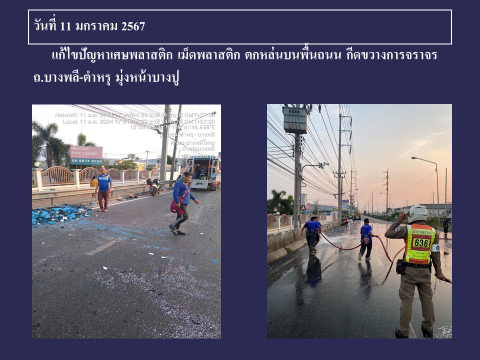 วันที่ 11 มกราคม 2567
แก้ไขปัญหาเศษพลาสติก เม็ดพลาสติก ตกหล่นบนพื้นถนน กีดขวางการจราจร
ถ.บางพลี-ตำหรุ มุ่งหน้าบางปู
636